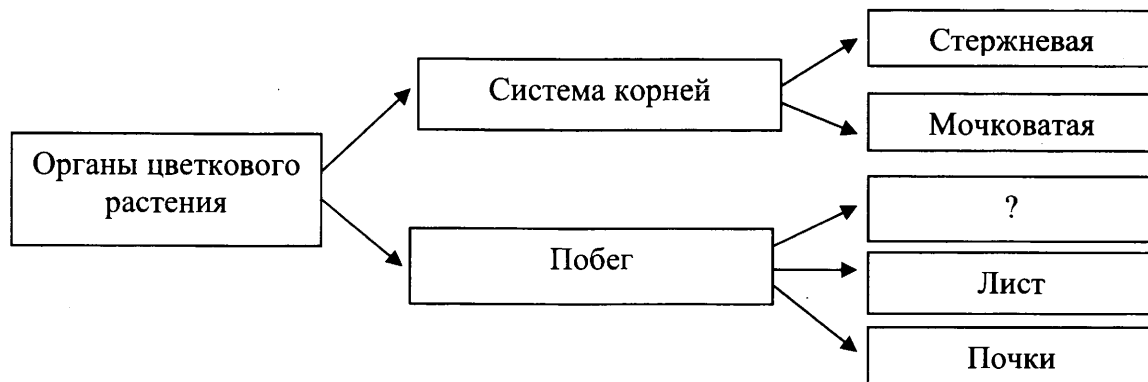 Органы цветкового
растения
Система корней
Стержневая
Мочковатая
Побег
?
Лист
Почки